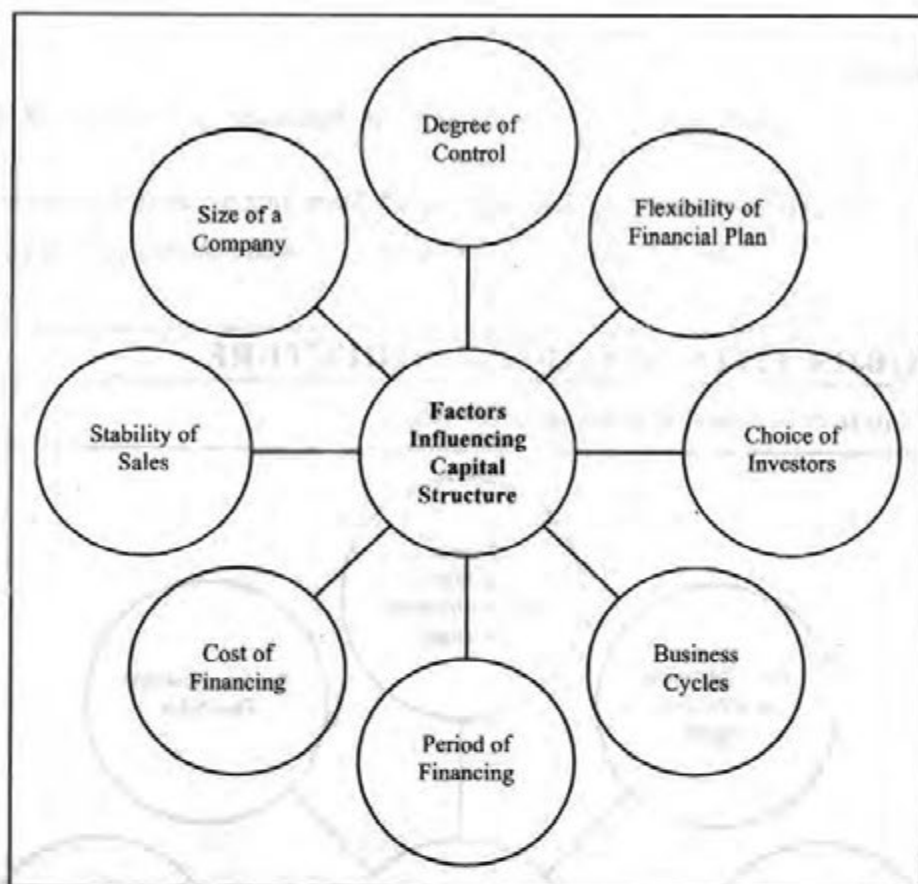 Degree of
Control
Flexibility of
Financial Plan
Choice of
Investors
Business
Cycles
Period of
Financing
Cost of
Financing
Stability of
Sales
Size of a
Company
Factors
Influencing
Capital
Structure